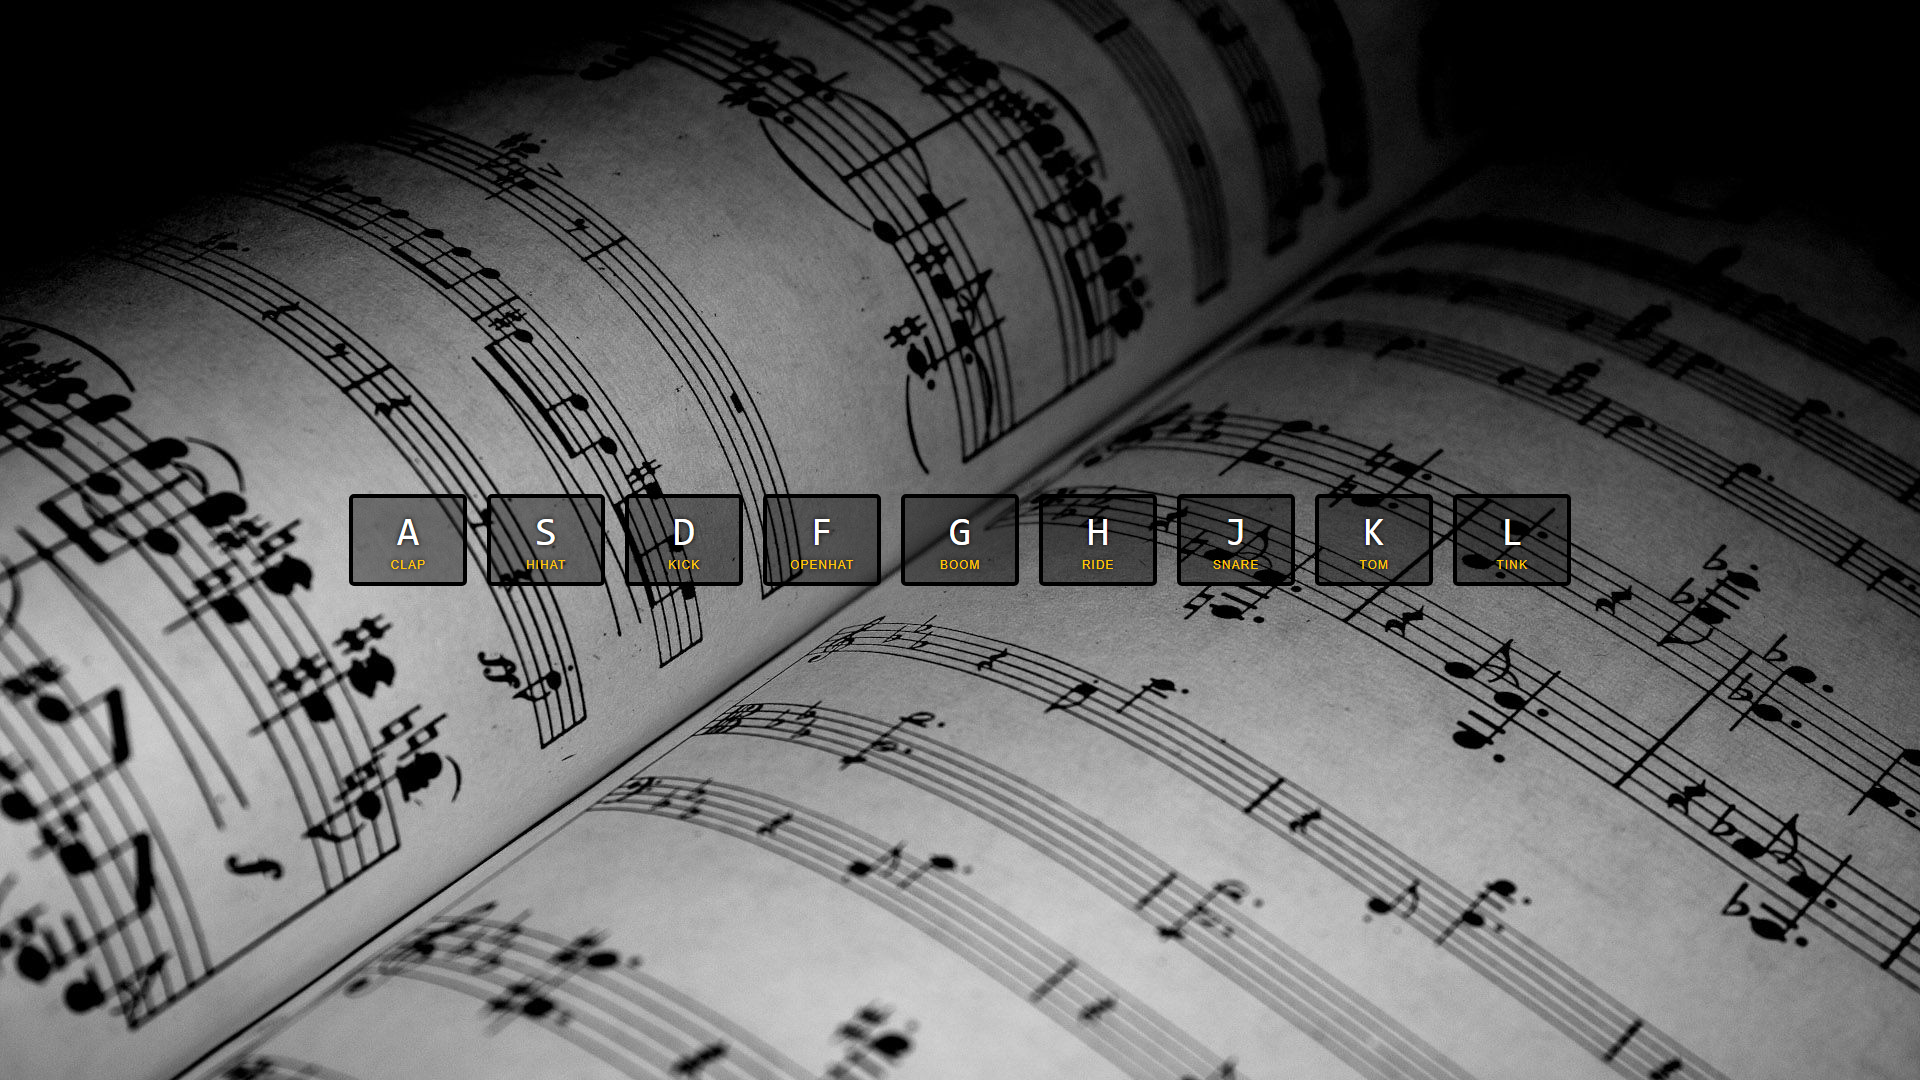 A S D F G H J K L
CLAP HIHAT KICK OPENHAT BOOM RIDE SNARE TOM TINK